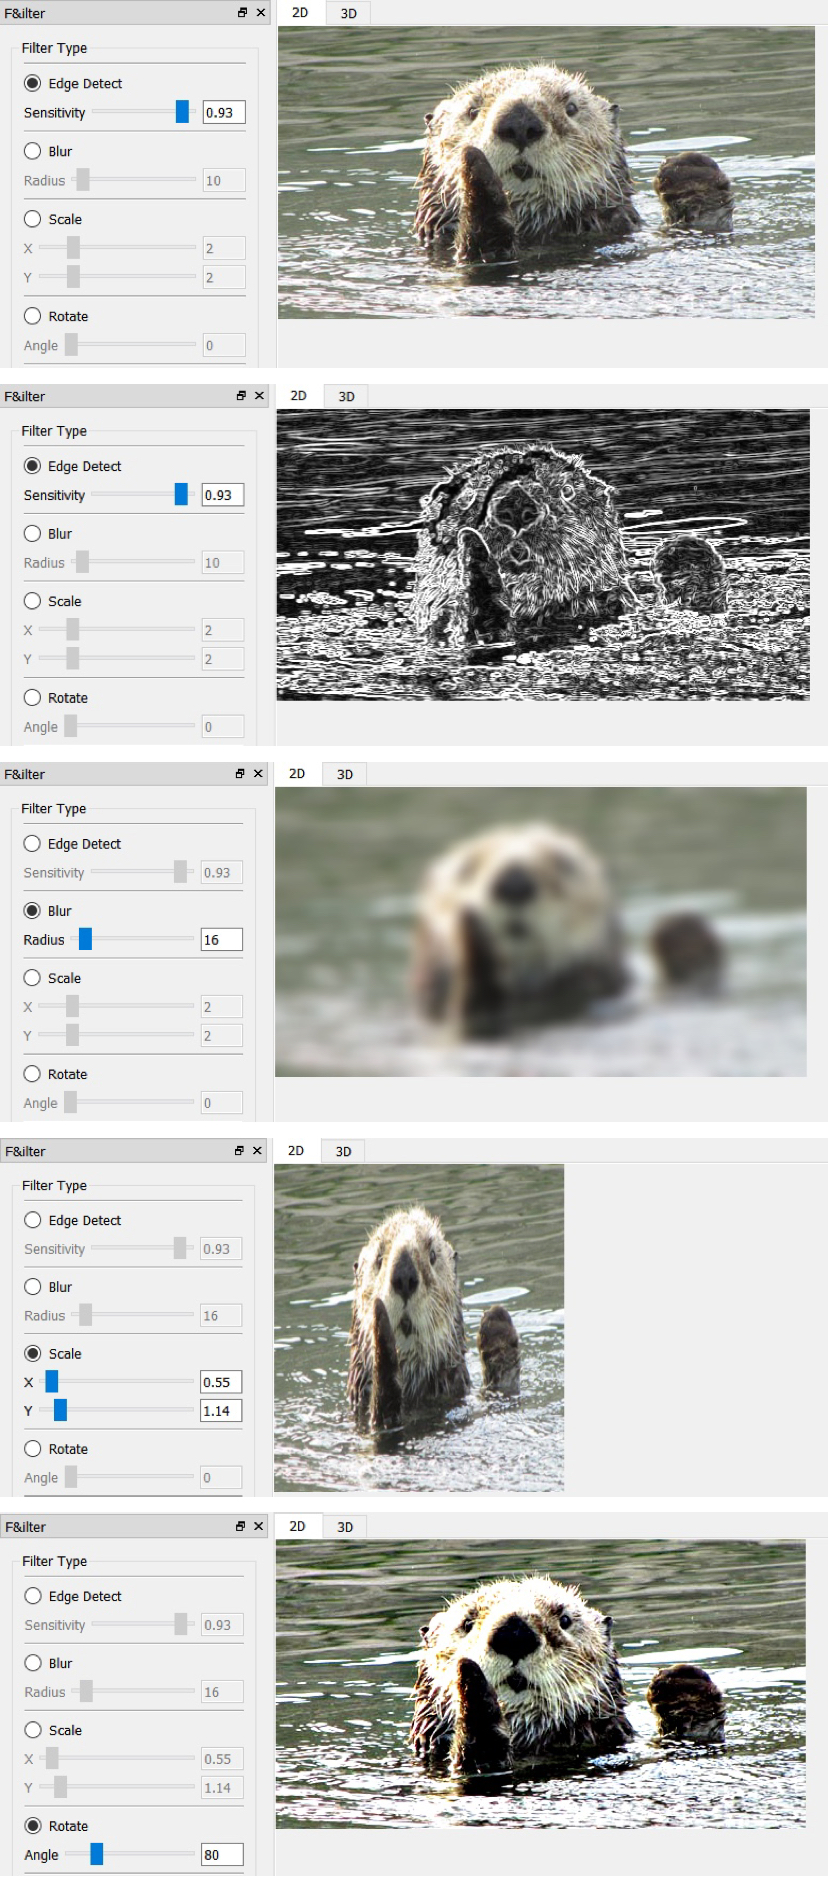 F&ilter
2D 3D
Filter Type
Edge Detect
Sensitivity 0.93
Blur
Radius 10
Scale
X 2
Y 2
Rotate
Angle 0
F&ilter
2D 3D
Filter Type
Edge Detect
Sensitivity 0.93
Blur
Radius 10
Scale
X 2
Y 2
Rotate
Angle 0
F&ilter
2D 3D
Filter Type
Edge Detect
Sensitivity 0.93
Blur
Radius 16
Scale
X 2
Y 2
Rotate
Angle 0
F&ilter
2D 3D
Filter Type
Edge Detect
Sensitivity 0.93
Blur
Radius 16
Scale
X 0.55
Y 1.14
Rotate
Angle 0
F&ilter
2D 3D
Filter Type
Edge Detect
Sensitivity 0.93
Blur
Radius 16
Scale
X 0.55
Y 1.14
Rotate
Angle 80